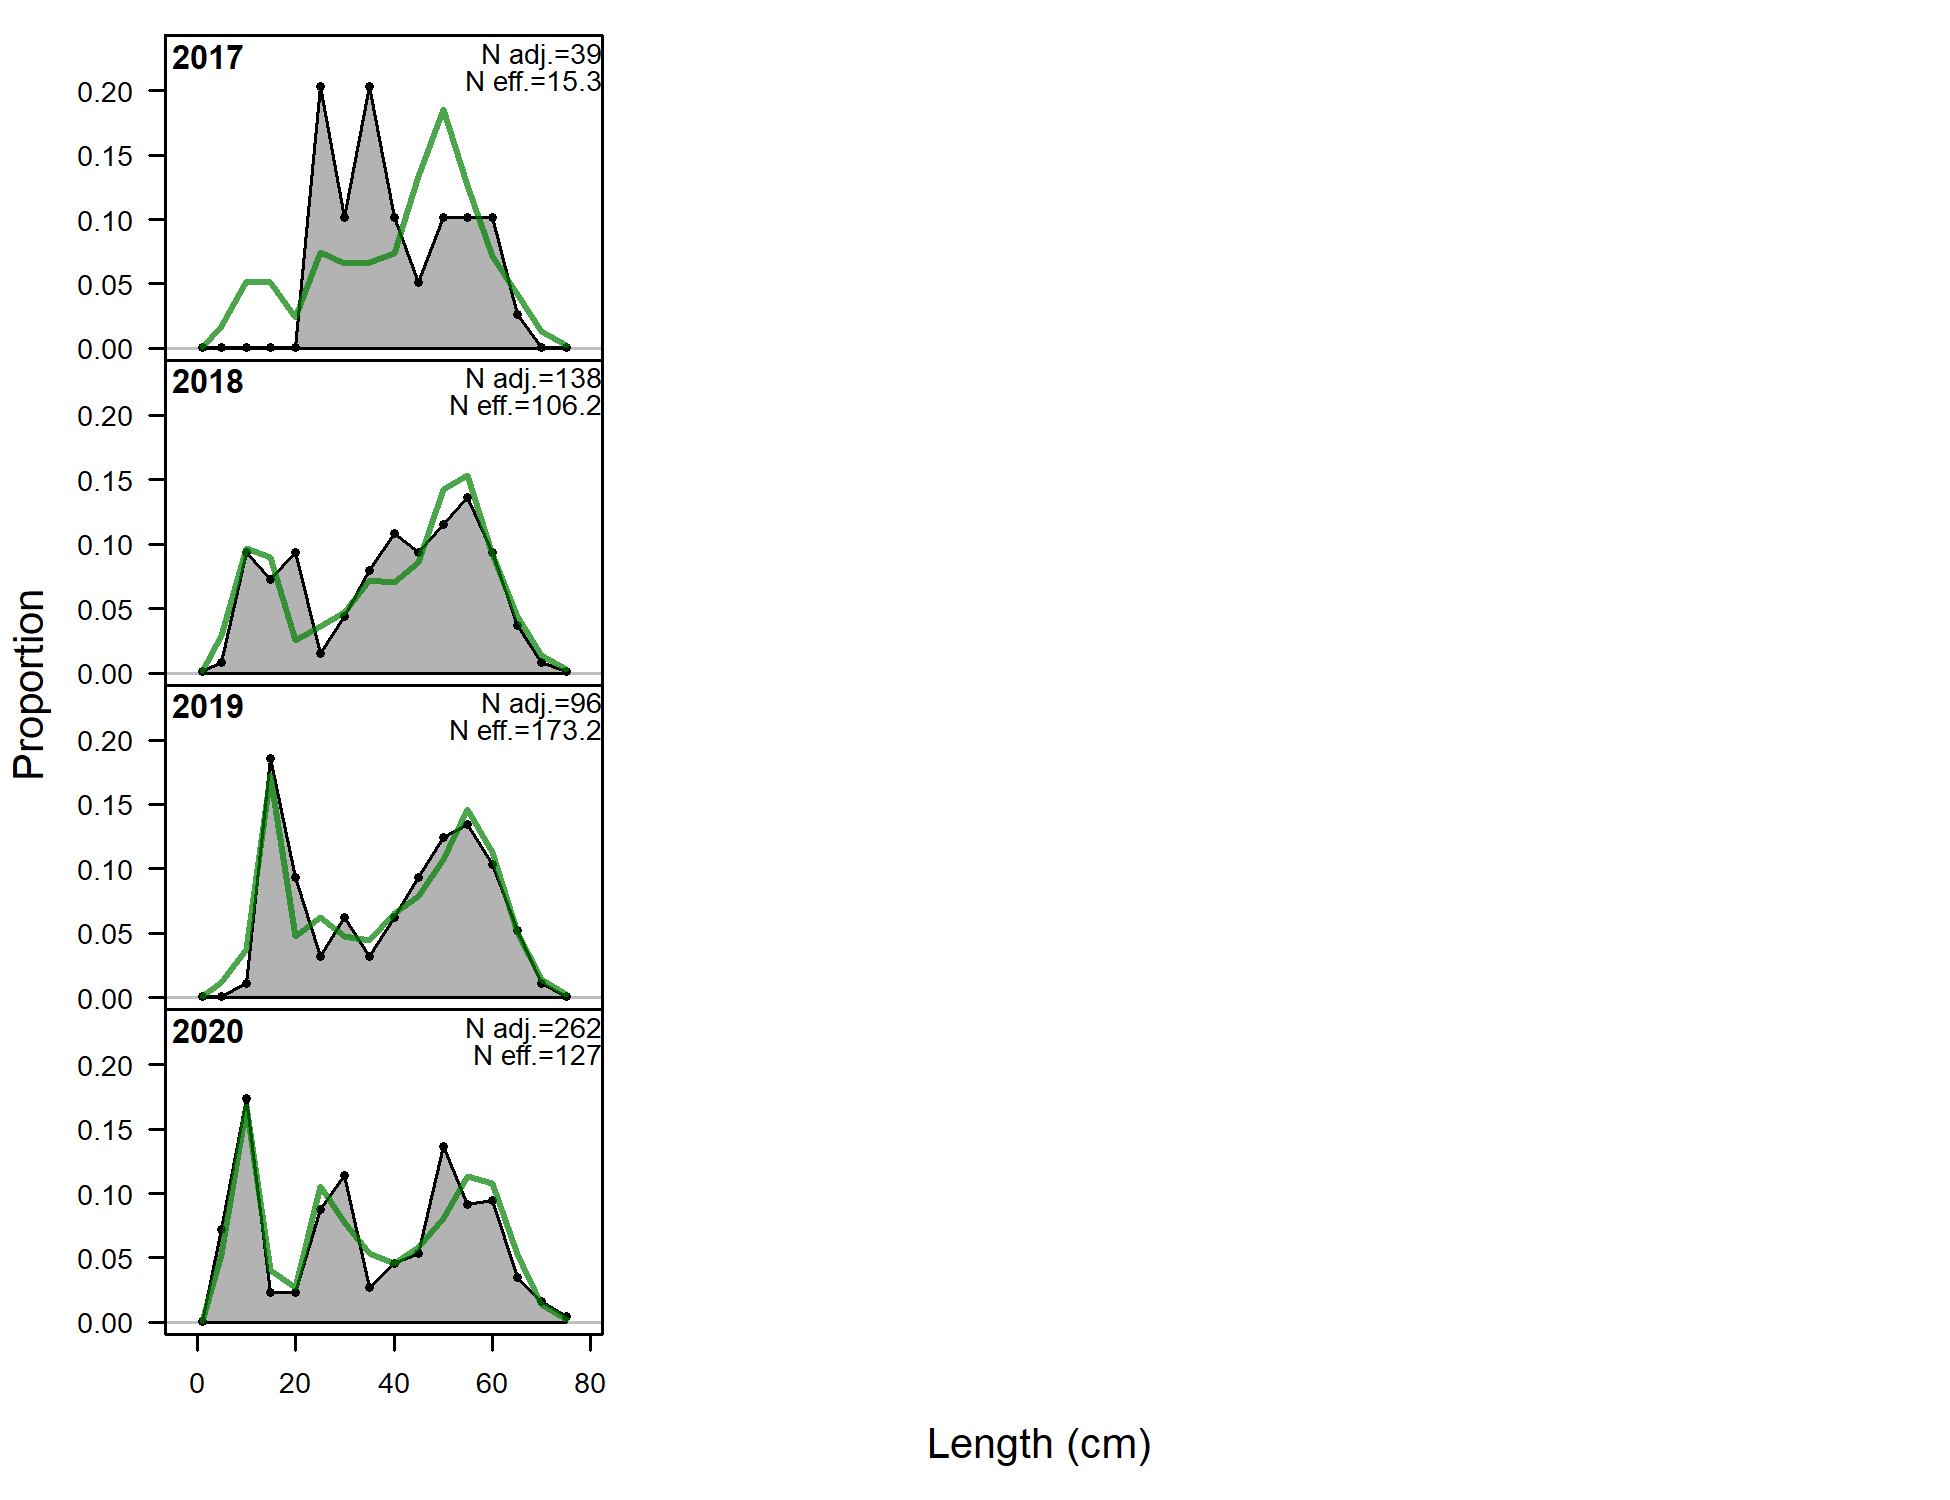 2017
N adj.=39
N eff.=15.3
0.20
0.15
0.10
0.05
0.00
2018
N adj.=138
N eff.=106.2
0.20
0.15
0.10
0.05
0.00
2019
N adj.=96
N eff.=173.2
0.20
0.15
0.10
0.05
0.00
2020
N adj.=262
N eff.=127
0.20
0.15
0.10
0.05
0.00
0 20 40 60 80
Proportion
Length (cm)